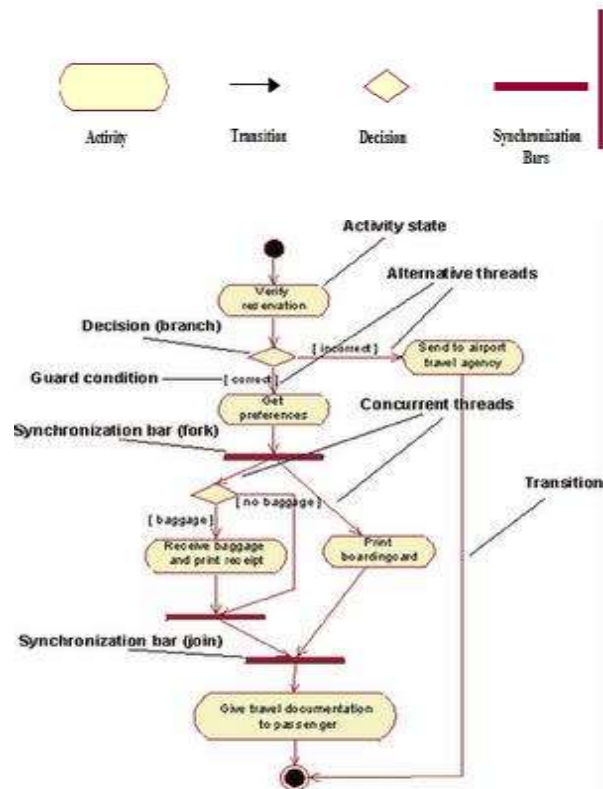 Activity
Transition
Decision
Synchronization
Bars
Activity state
Verify
reservation
Alternative threads
Decision (branch)
[ incorrect ]
Send to airport
travel agency
Guard condition
[ correct ]
Get
preferences
Concurrent threads
Synchronization bar (fork)
[ no baggage ]
Transition
[ baggage ]
Receive baggage
and print receipt
Print
boardingcard
Synchronization bar (join)
Give travel documentation
to passenger